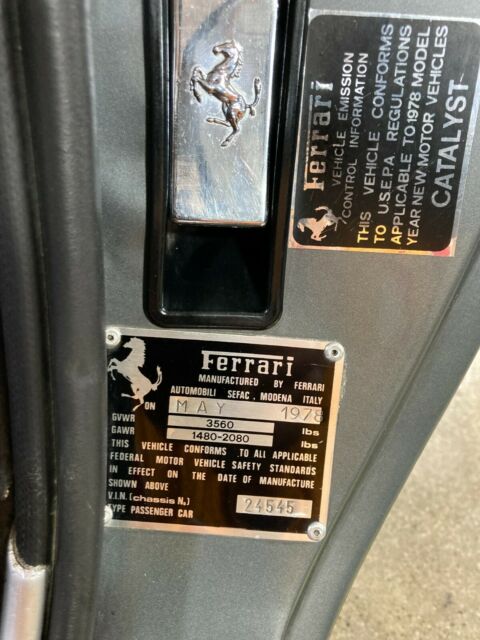 Ferrari
VEHICLE EMISSION
CONTROL INFORMATION
THIS VEHICLE CONFORMS
TO U.S.E.P.A. REGULATIONS
APPLICABLE TO 1978 MODEL
YEAR NEW MOTOR VEHICLES
CATALYST
Ferrari
MANUFACTURED BY FERRARI
AUTOMOBILI SEFAC. MODENA ITALY
ON MAY 1978
GVWR 3560 lbs
GAWR 1480-2080 lbs
THIS VEHICLE CONFORMS TO ALL APPLICABLE
FEDERAL MOTOR VEHICLE SAFETY STANDARDS
IN EFFECT ON THE DATE OF MANUFACTURE
SHOWN ABOVE
V.I.N. (chassis N.) 24545
TYPE PASSENGER CAR